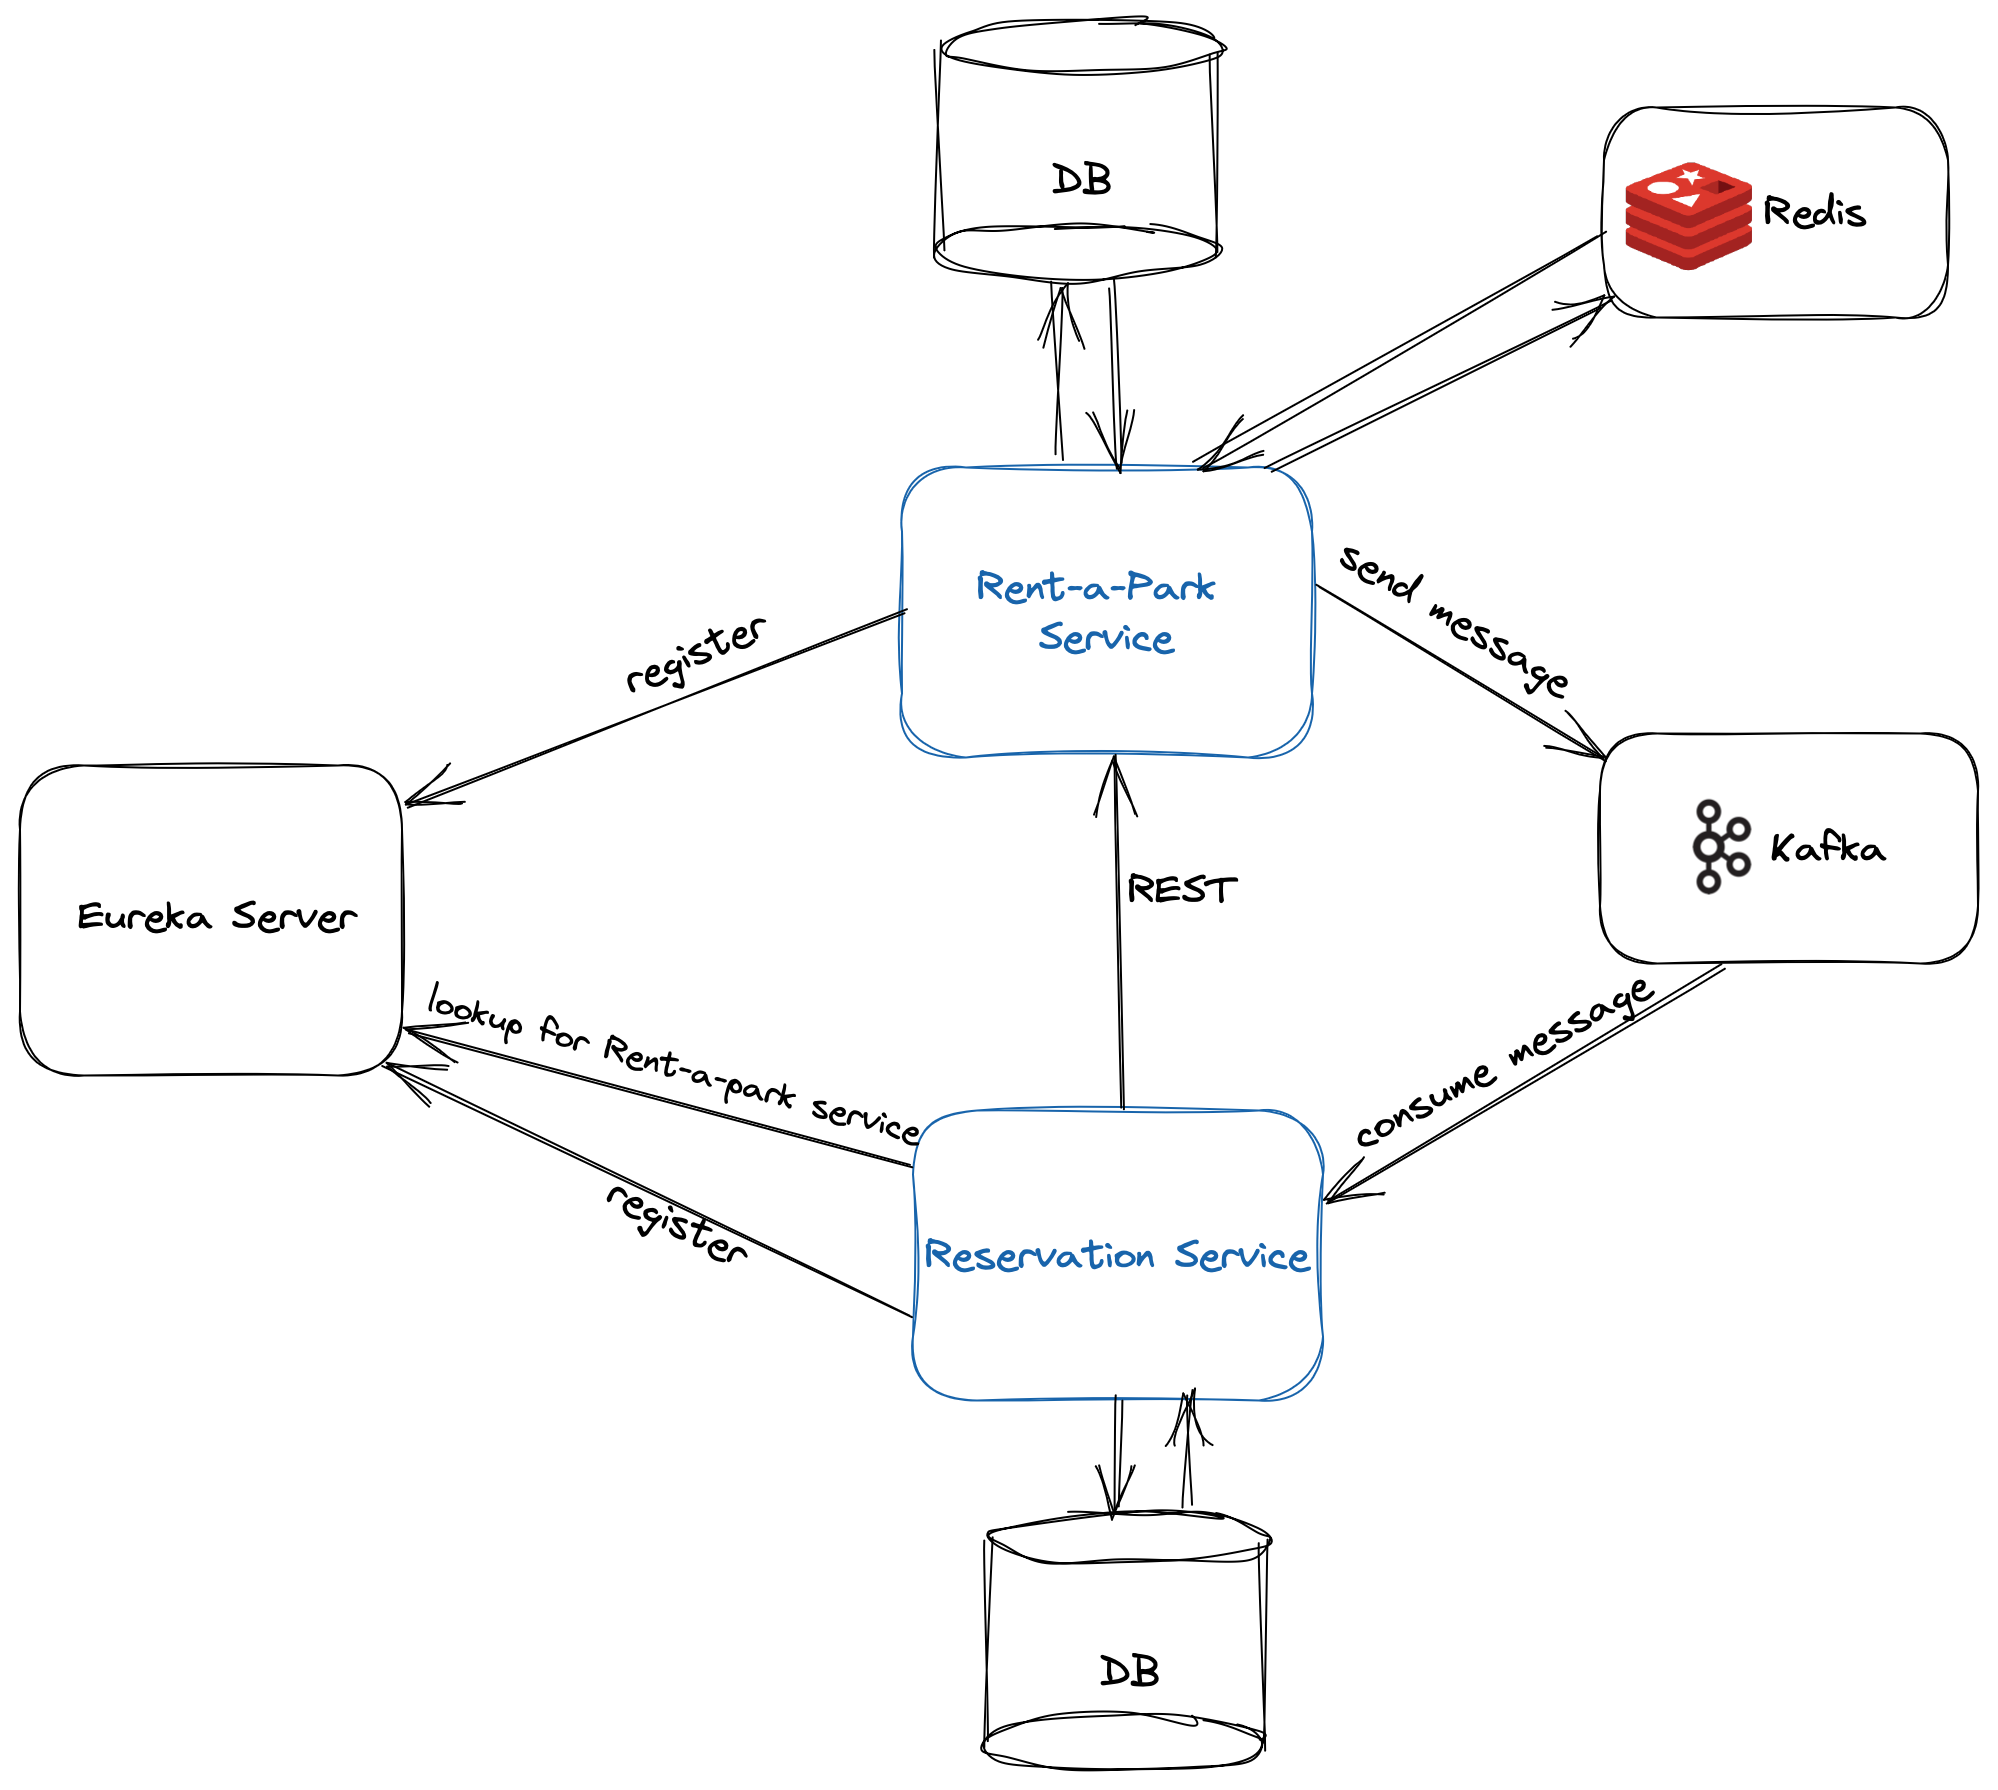 DB
Redis
Rent-a-Park
Service
send message
register
Kafka
REST
Eureka Server
lookup for Rent-a-park service
consume message
register
Reservation Service
DB